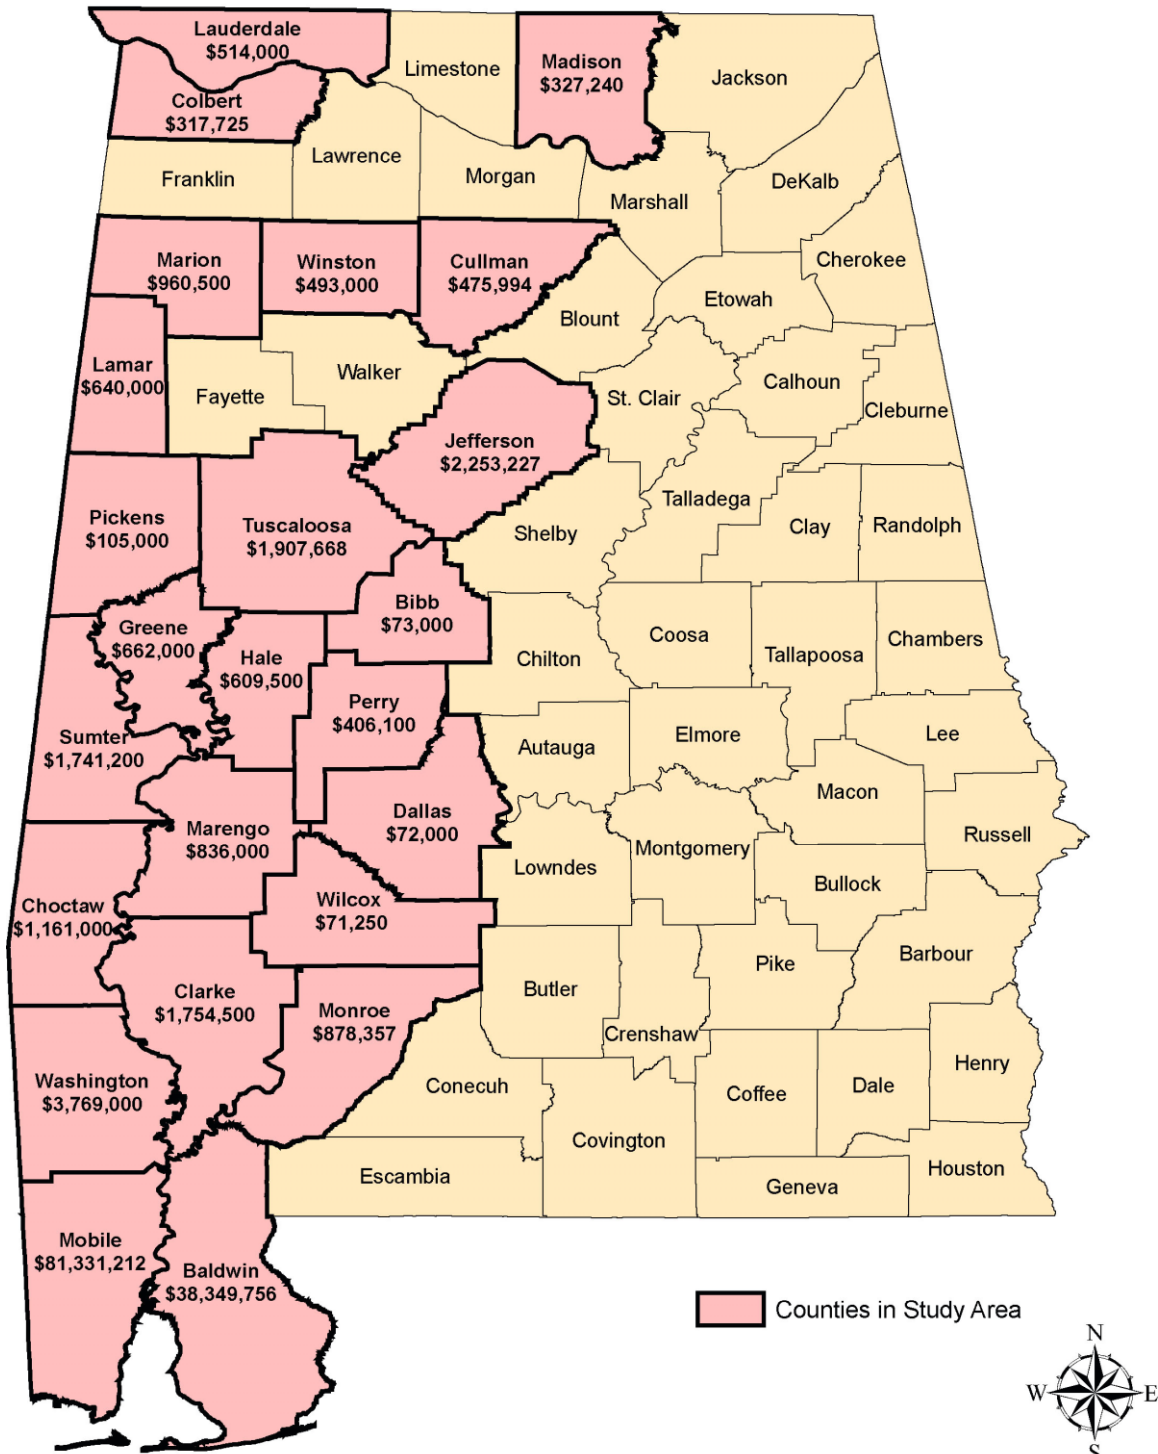 Lauderdale
$514,000
Limestone
Madison
$327,240
Jackson
Colbert
$317,725
Lawrence
Franklin
Morgan
Marshall
DeKalb
Cherokee
Marion
$960,500
Winston
$493,000
Cullman
$475,994
Blount
Etowah
Lamar
$640,000
Fayette
Walker
St. Clair
Calhoun
Cleburne
Jefferson
$2,253,227
Talladega
Pickens
$105,000
Tuscaloosa
$1,907,668
Shelby
Clay
Randolph
Greene
$662,000
Hale
$609,500
Bibb
$73,000
Chilton
Coosa
Tallapoosa
Chambers
Perry
$406,100
Sumter
$1,741,200
Autauga
Elmore
Lee
Macon
Dallas
$72,000
Marengo
$836,000
Lowndes
Montgomery
Russell
Bullock
Choctaw
$1,161,000
Wilcox
$71,250
Barbour
Pike
Butler
Clarke
$1,754,500
Monroe
$878,357
Crenshaw
Henry
Washington
$3,769,000
Conecuh
Coffee
Dale
Covington
Escambia
Geneva
Houston
Mobile
$81,331,212
Baldwin
$38,349,756
Counties in Study Area
N
W
E
S